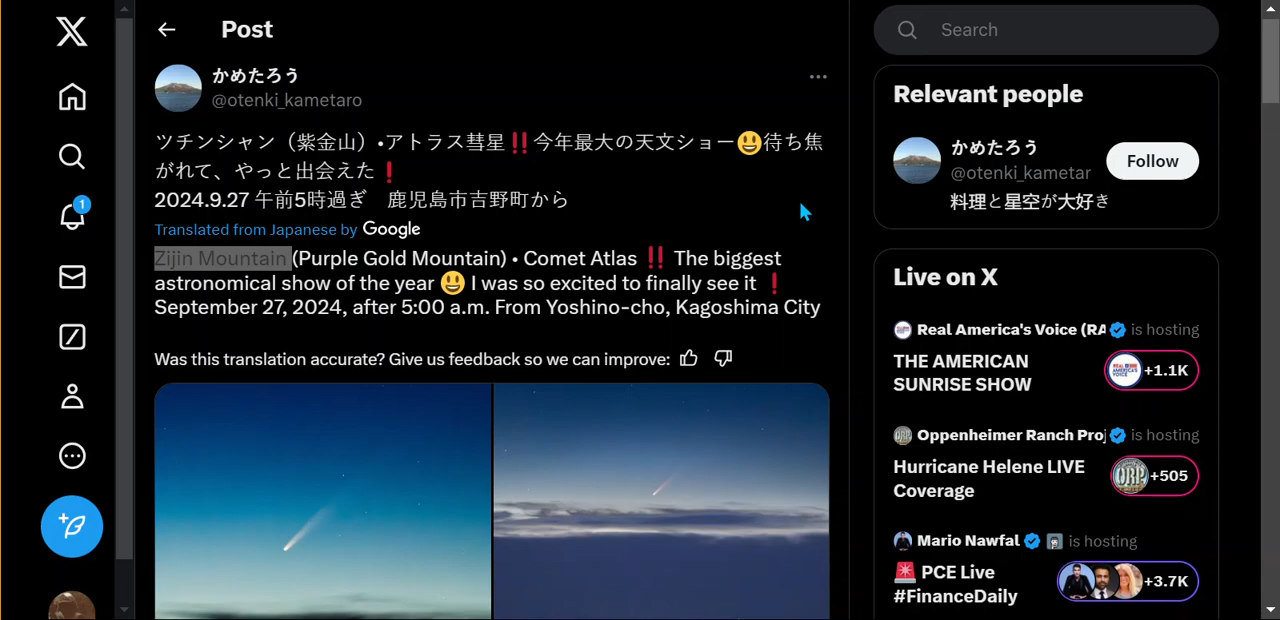 Post
かめたろう
@otenki_kametaro
ツチンシャン（紫金山）•アトラス彗星‼️今年最大の天文ショー😃待ち焦
がれて、やっと出会えた❗
2024.9.27 午前5時過ぎ　鹿児島市吉野町から
Translated from Japanese by Google
Zijin Mountain (Purple Gold Mountain) • Comet Atlas ‼️ The biggest
astronomical show of the year 😃 I was so excited to finally see it ❗
September 27, 2024, after 5:00 a.m. From Yoshino-cho, Kagoshima City
Was this translation accurate? Give us feedback so we can improve:
1
Search
Relevant people
かめたろう
@otenki_kametar
Follow
料理と星空が大好き
Live on X
Real America's Voice (RA is hosting
THE AMERICAN
SUNRISE SHOW
+1.1K
Oppenheimer Ranch Proj is hosting
Hurricane Helene LIVE
Coverage
ORP
+505
Mario Nawfal is hosting
🚨 PCE Live
#FinanceDaily
+3.7K